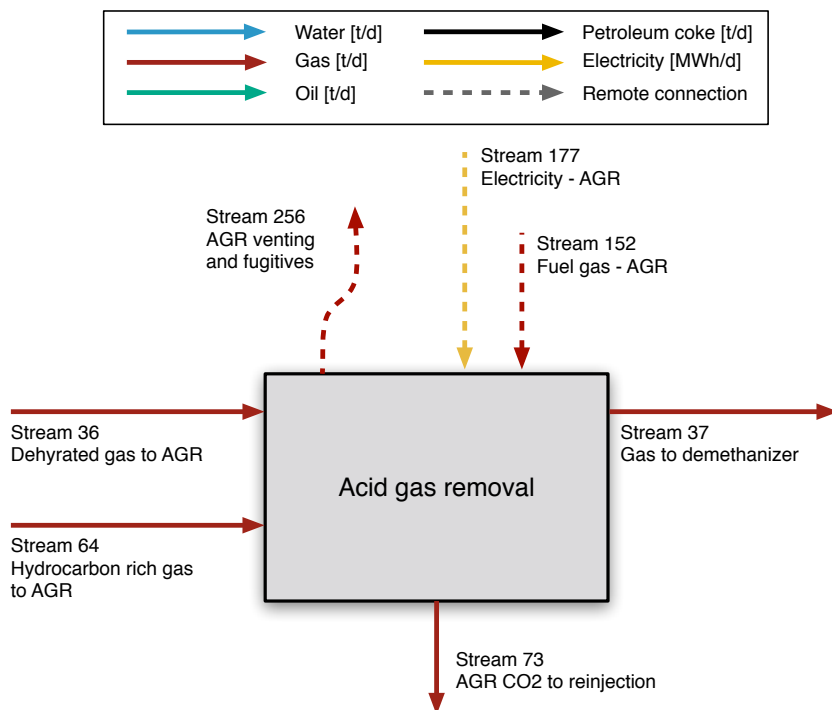 Water [t/d]
Gas [t/d]
Oil [t/d]
Petroleum coke [t/d]
Electricity [MWh/d]
Remote connection
Stream 177
Electricity - AGR
Stream 256
AGR venting
and fugitives
Stream 152
Fuel gas - AGR
Stream 36
Dehyrated gas to AGR
Stream 37
Gas to demethanizer
Acid gas removal
Stream 64
Hydrocarbon rich gas
to AGR
Stream 73
AGR CO2 to reinjection